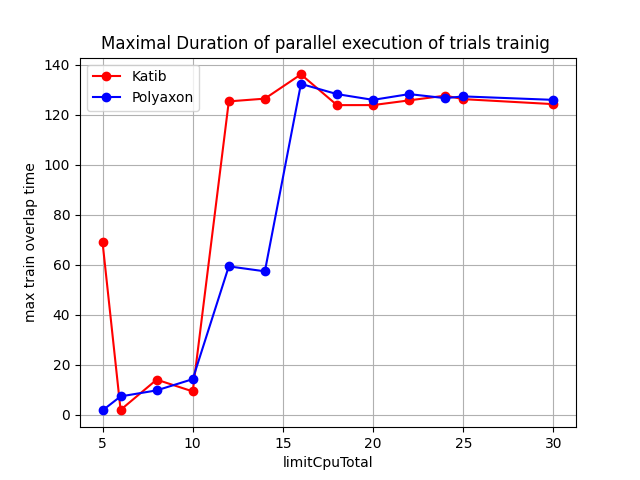 Maximal Duration of parallel execution of trials trainig
Katib
Polyaxon
max train overlap time
140
120
100
80
60
40
20
0
5 10 15 20 25 30
limitCpuTotal